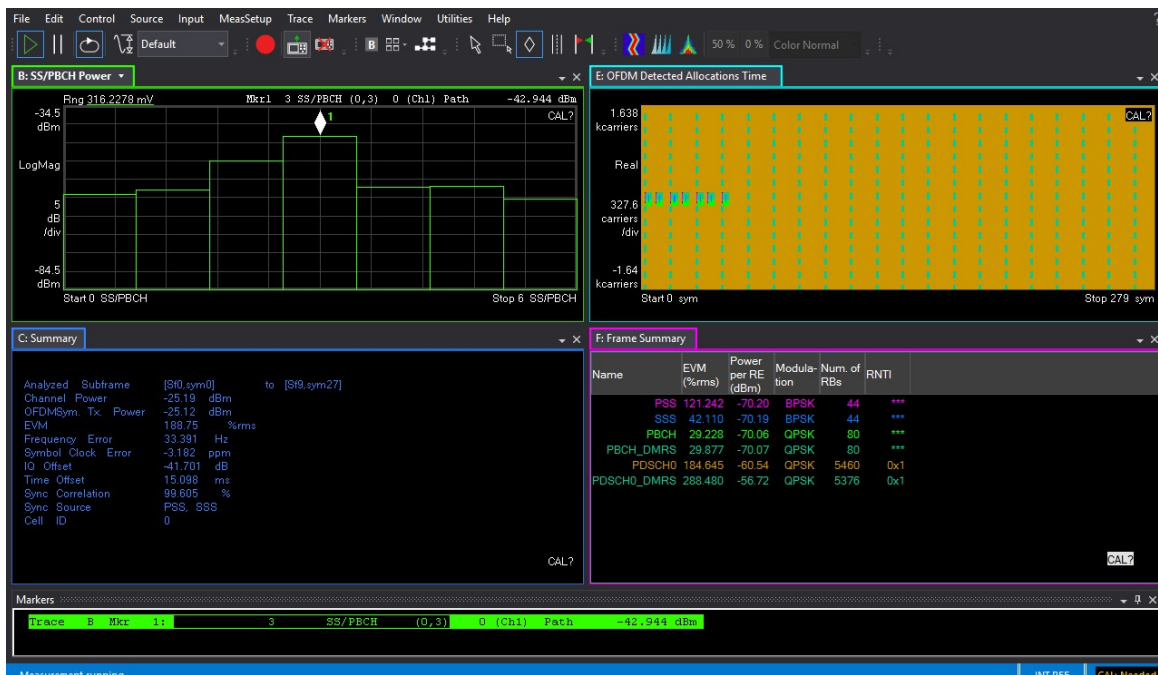 File Edit Control Source Input MeasSetup Trace Markers Window Utilities Help
Default 50 % 0 % Color Normal
B: SS/PBCH Power
Rng 316.2278 mV Mkr1 3 SS/PBCH (0,3) 0 (Ch1) Path -42.944 dBm
-34.5
dBm
1
CAL?
LogMag
5
dB
/div
-84.5
dBm
Start 0 SS/PBCH Stop 6 SS/PBCH
E: OFDM Detected Allocations Time
1.638
kcarriers
CAL?
Real
327.6
carriers
/div
-1.64
kcarriers
Start 0 sym Stop 279 sym
C: Summary
Analyzed Subframe [Sf0,sym0] to [Sf9,sym27]
Channel Power -25.19 dBm
OFDMSym. Tx. Power -25.12 dBm
EVM 188.75 %rms
Frequency Error 33.391 Hz
Symbol Clock Error -3.182 ppm
IQ Offset -41.701 dB
Time Offset 15.098 ms
Sync Correlation 99.605 %
Sync Source PSS, SSS
Cell ID 0
CAL?
F: Frame Summary
Name EVM (%rms) Power per RE (dBm) Modula-tion Num. of RBs RNTI
PSS 121.242 -70.20 BPSK 44 ***
SSS 42.110 -70.19 BPSK 44 ***
PBCH 29.228 -70.06 QPSK 80 ***
PBCH_DMRS 29.877 -70.07 QPSK 80 ***
PDSCH0 184.645 -60.54 QPSK 5460 0x1
PDSCH0_DMRS 288.480 -56.72 QPSK 5376 0x1
CAL?
Markers
Trace B Mkr 1: 3 SS/PBCH (0,3) 0 (Ch1) Path -42.944 dBm
Measurement running INT REF CAL: Needed